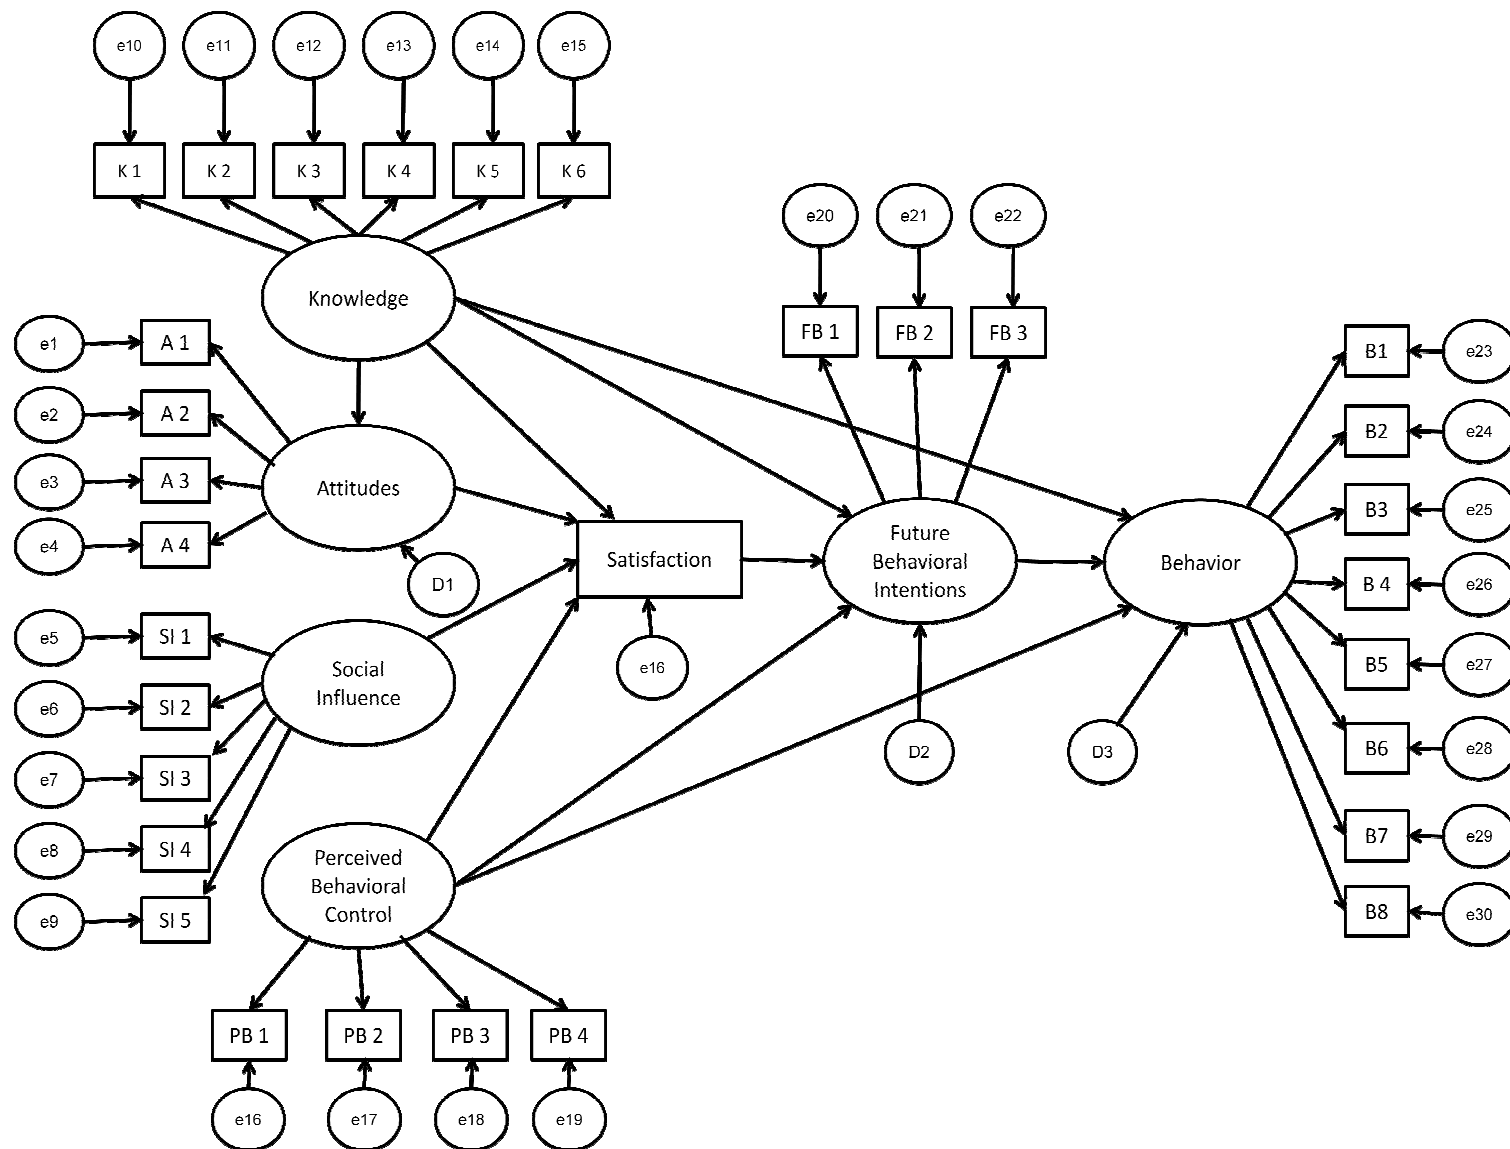 e10 e11 e12 e13 e14 e15
K 1 K 2 K 3 K 4 K 5 K 6
e20 e21 e22
Knowledge
FB 1 FB 2 FB 3
e1 A 1
B1 e23
e2 A 2
B2 e24
e3 A 3
Attitudes
B3 e25
e4 A 4
D1
Satisfaction
Future
Behavioral
Intentions
Behavior
B 4 e26
e5 SI 1
Social
Influence
e16
B5 e27
e6 SI 2
D2
D3
B6 e28
e7 SI 3
e8 SI 4
B7 e29
Perceived
Behavioral
Control
e9 SI 5
B8 e30
PB 1 PB 2 PB 3 PB 4
e16 e17 e18 e19